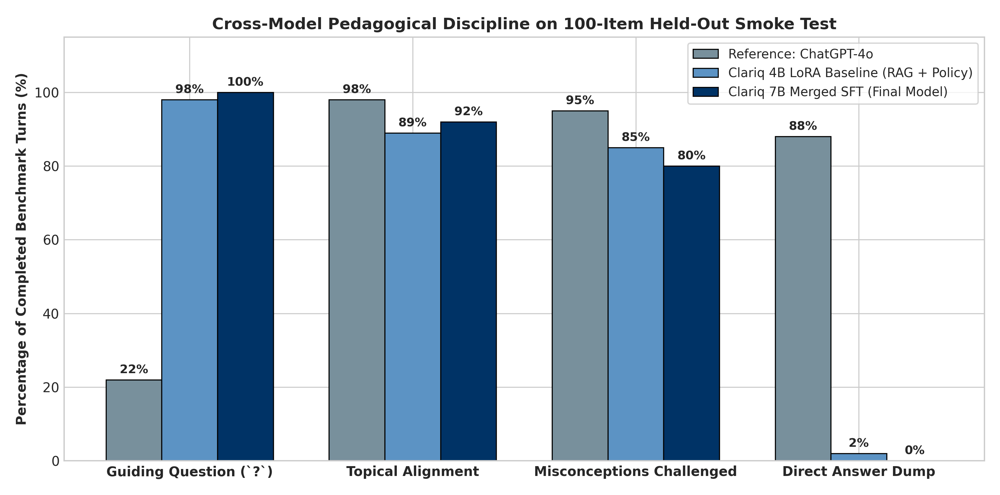 Cross-Model Pedagogical Discipline on 100-Item Held-Out Smoke Test
Reference: ChatGPT-4o
Clariq 4B LoRA Baseline (RAG + Policy)
Clariq 7B Merged SFT (Final Model)
Percentage of Completed Benchmark Turns (%)
100
80
60
40
20
0
22%
98%
100%
98%
89%
92%
95%
85%
80%
88%
2%
0%
Guiding Question (`?`)
Topical Alignment
Misconceptions Challenged
Direct Answer Dump